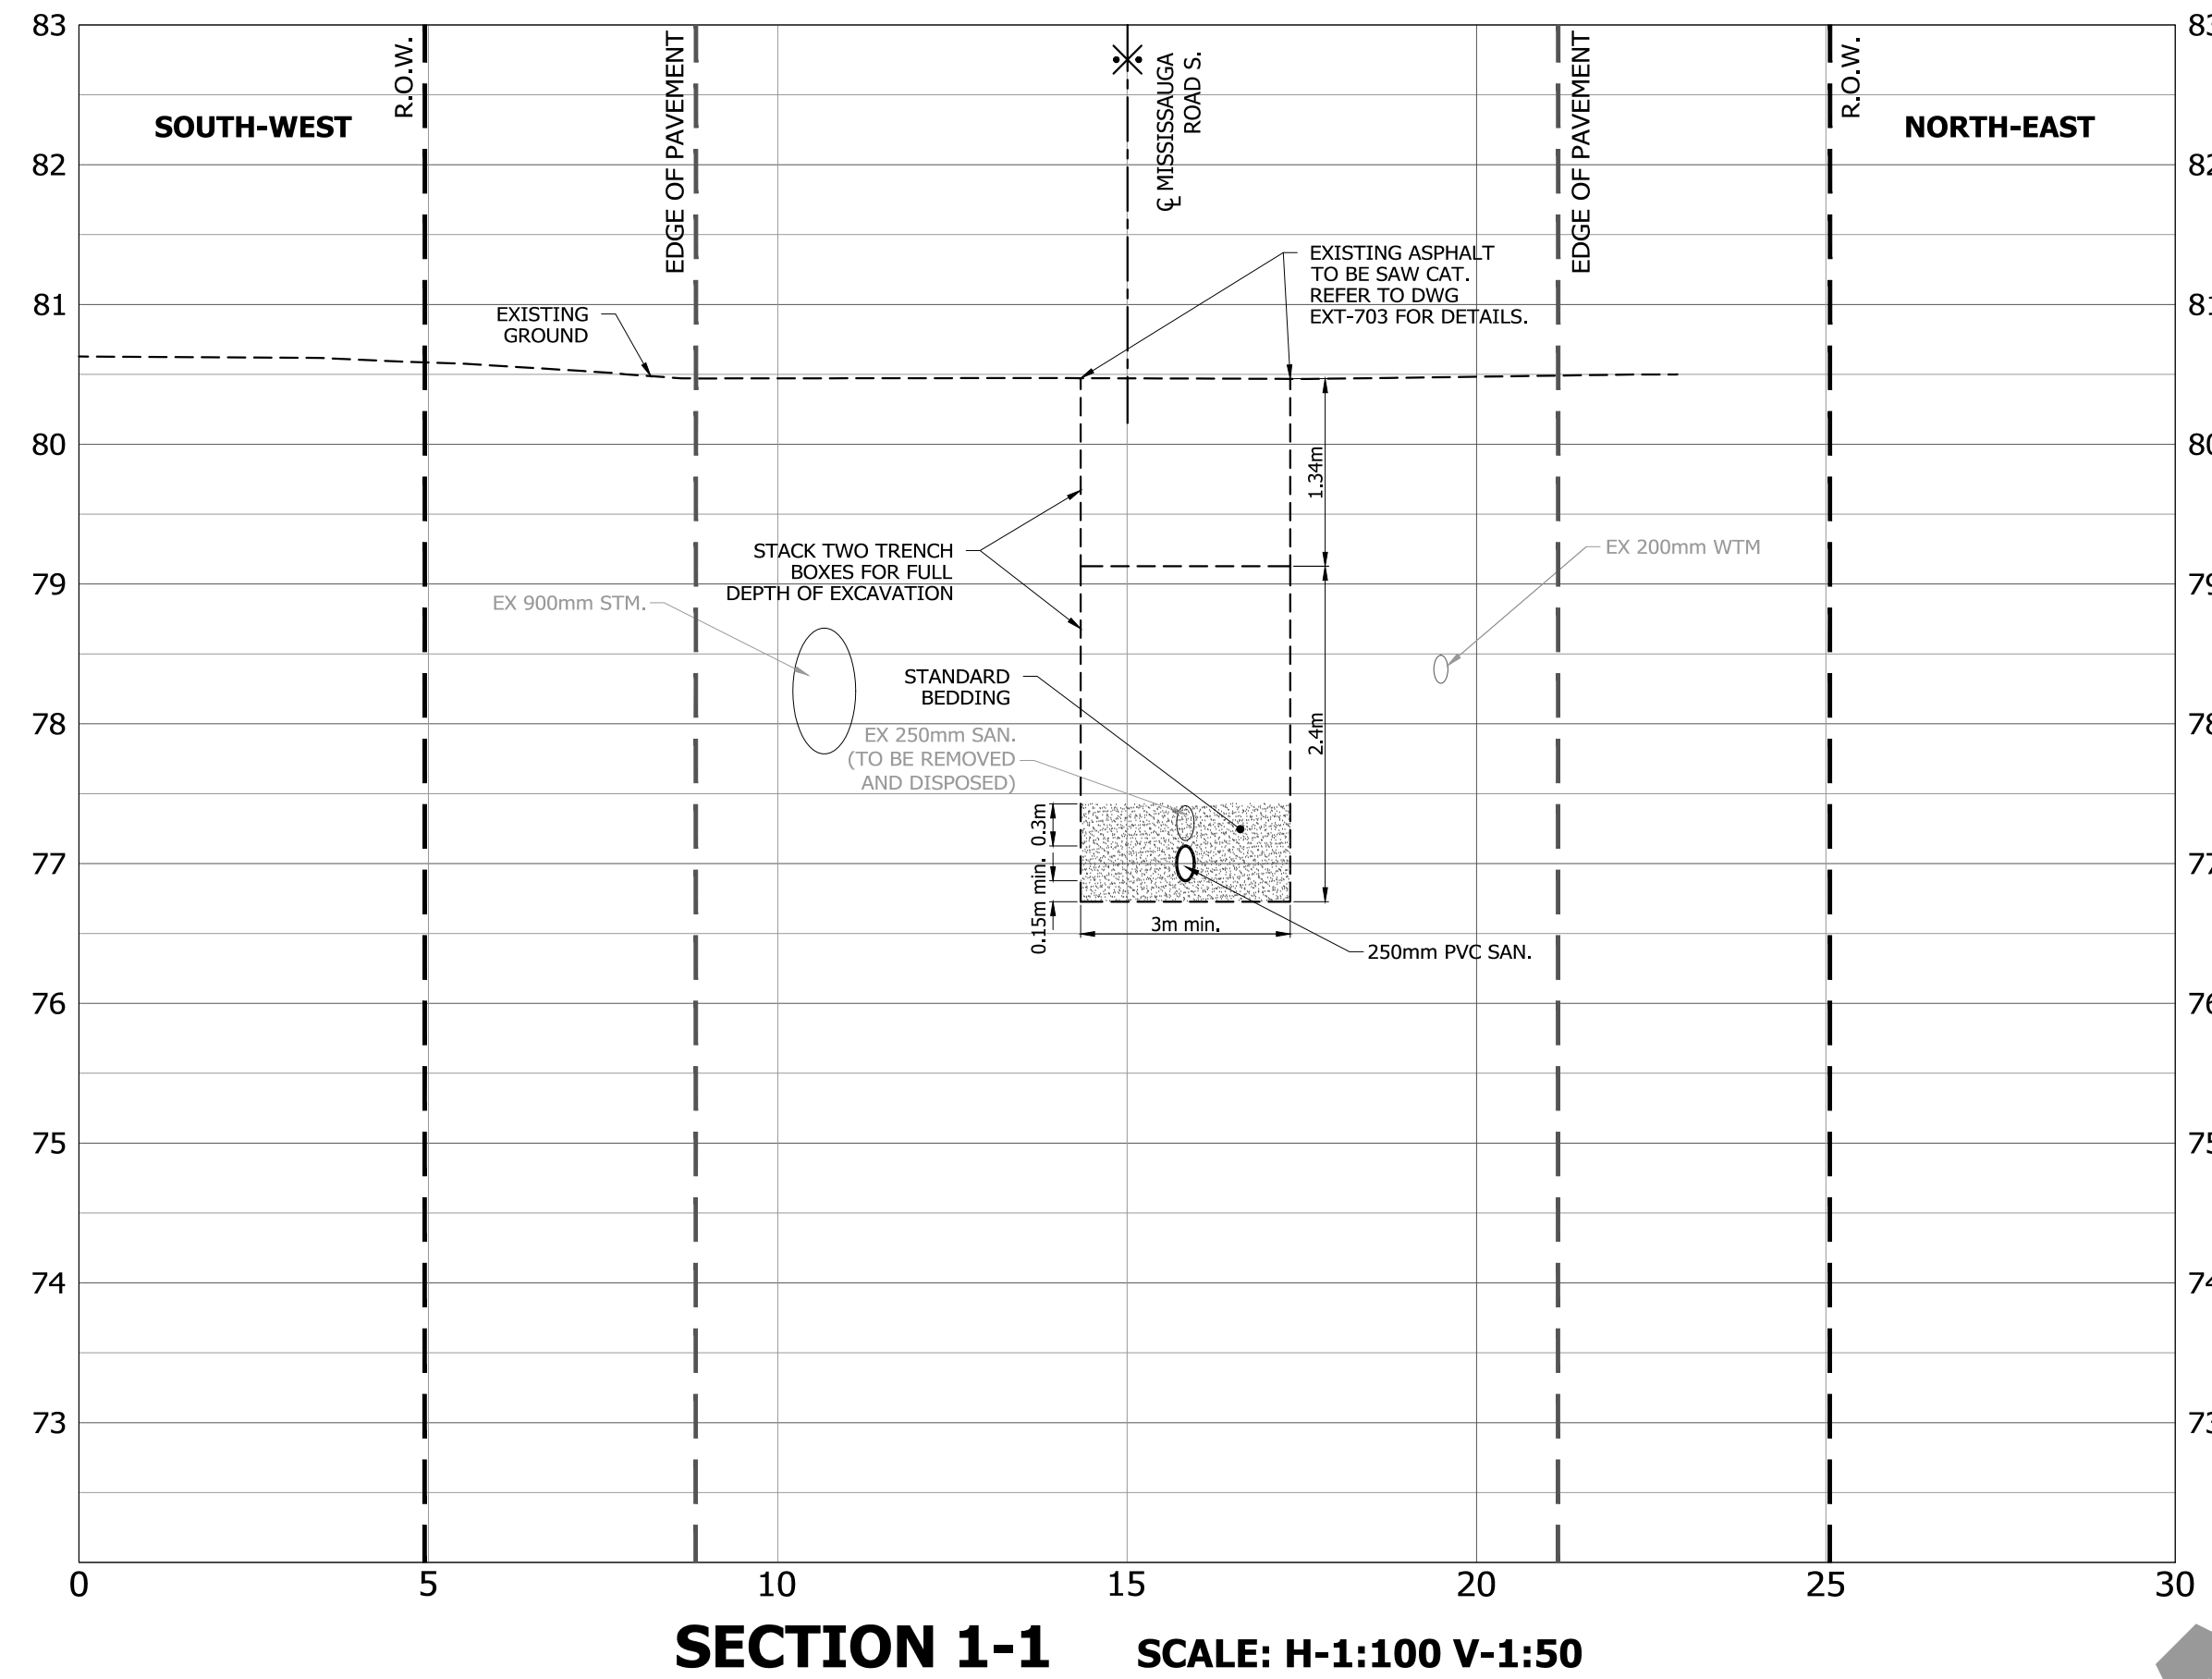 83
83
R.O.W.
EDGE OF PAVEMENT
℄ MISSISSAUGA
ROAD S.
EDGE OF PAVEMENT
R.O.W.
SOUTH-WEST
NORTH-EAST
82
82
EXISTING ASPHALT
TO BE SAW CAT.
REFER TO DWG
EXT-703 FOR DETAILS.
81
81
EXISTING
GROUND
80
80
1.34m
STACK TWO TRENCH
BOXES FOR FULL
DEPTH OF EXCAVATION
EX 200mm WTM
79
79
EX 900mm STM.
STANDARD
BEDDING
78
78
EX 250mm SAN.
(TO BE REMOVED
AND DISPOSED)
2.4m
0.3m
77
77
0.15m min.
3m min.
250mm PVC SAN.
76
76
75
75
74
74
73
73
0 5 10 15 20 25 30
SECTION 1-1 SCALE: H-1:100 V-1:50